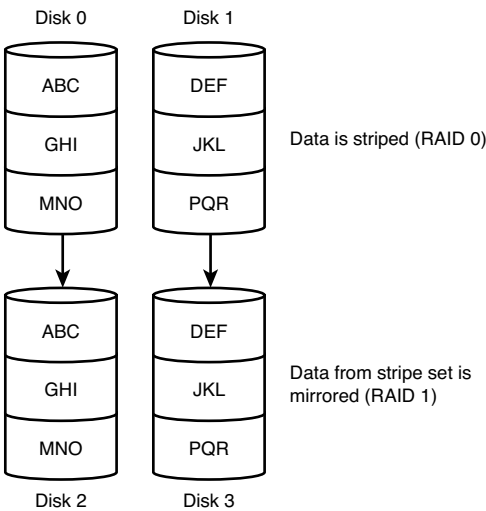 Disk 0 Disk 1
ABC DEF
GHI JKL Data is striped (RAID 0)
MNO PQR
ABC DEF
GHI JKL Data from stripe set is
mirrored (RAID 1)
MNO PQR
Disk 2 Disk 3